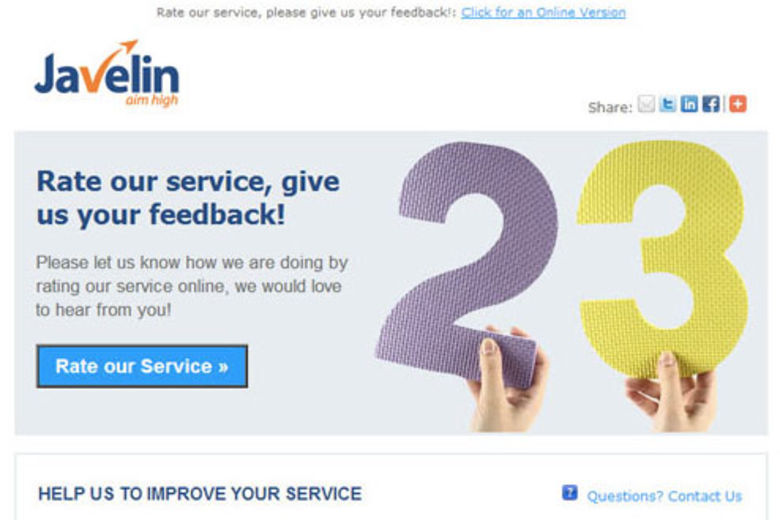 Rate our service, please give us your feedback!: Click for an Online Version
Javelin
aim high
Share:
Rate our service, give
us your feedback!
Please let us know how we are doing by
rating our service online, we would love
to hear from you!
Rate our Service »
23
HELP US TO IMPROVE YOUR SERVICE
? Questions? Contact Us